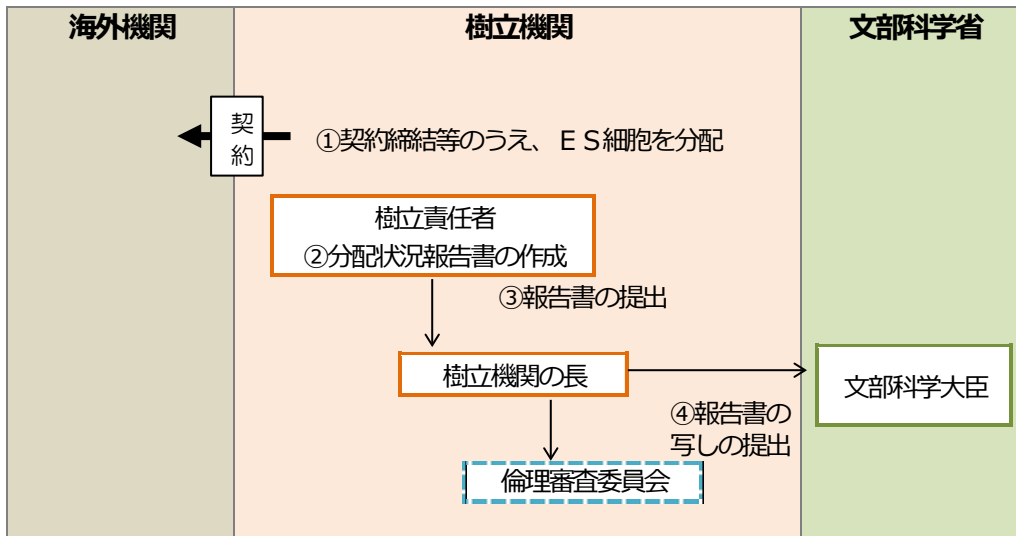 海外機関
樹立機関
文部科学省
契
約
①契約締結等のうえ、ＥＳ細胞を分配
樹立責任者
②分配状況報告書の作成
③報告書の提出
樹立機関の長
文部科学大臣
④報告書の
写しの提出
倫理審査委員会